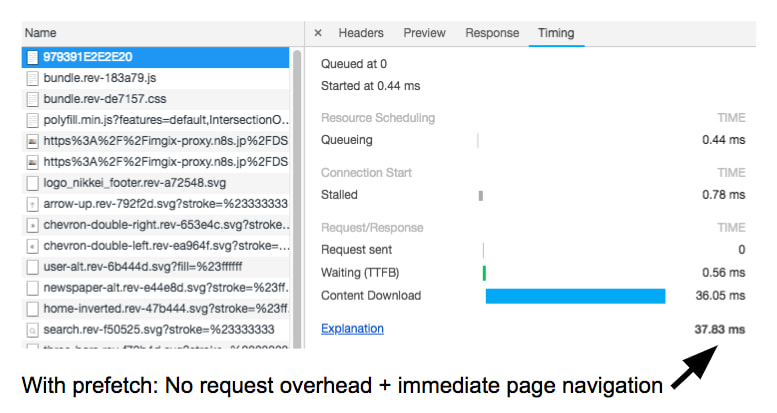 Name
979391E2E2E20
bundle.rev-183a79.js
bundle.rev-de7157.css
polyfill.min.js?features=default,IntersectionO…
https%3A%2F%2Fimgix-proxy.n8s.jp%2FDS
https%3A%2F%2Fimgix-proxy.n8s.jp%2FDS
logo_nikkei_footer.rev-a72548.svg
arrow-up.rev-792f2d.svg?stroke=%23333333
chevron-double-right.rev-653e4c.svg?stroke…
chevron-double-left.rev-ea964f.svg?stroke=…
user-alt.rev-6b444d.svg?fill=%23ffffff
newspaper-alt.rev-e44e8d.svg?stroke=%23ff.
home-inverted.rev-47b444.svg?stroke=%23ff.
search.rev-f50525.svg?stroke=%23333333
× Headers Preview Response Timing
Queued at 0
Started at 0.44 ms
Resource Scheduling TIME
Queueing 0.44 ms
Connection Start TIME
Stalled 0.78 ms
Request/Response TIME
Request sent 0
Waiting (TTFB) 0.56 ms
Content Download 36.05 ms
Explanation 37.83 ms
With prefetch: No request overhead + immediate page navigation